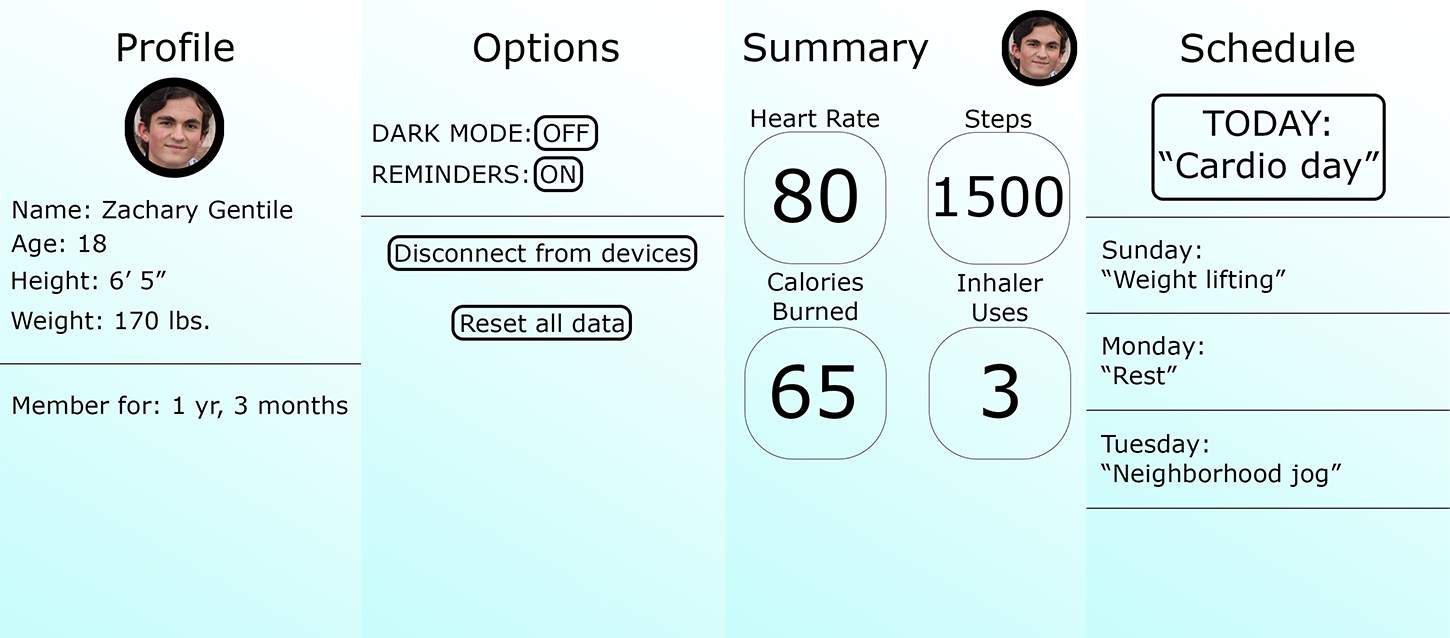 Profile
Name: Zachary Gentile
Age: 18
Height: 6’ 5”
Weight: 170 lbs.
Member for: 1 yr, 3 months
Options
DARK MODE: OFF
REMINDERS: ON
Disconnect from devices
Reset all data
Summary
Heart Rate
80
Steps
1500
Calories
Burned
65
Inhaler
Uses
3
Schedule
TODAY:
“Cardio day”
Sunday:
“Weight lifting”
Monday:
“Rest”
Tuesday:
“Neighborhood jog”